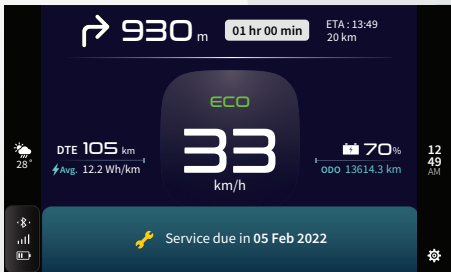 930 m
01 hr 00 min
ETA : 13:49
20 km
ECO
33
km/h
DTE 105 km
Avg. 12.2 Wh/km
70%
ODO 13614.3 km
28°
12
49
AM
Service due in 05 Feb 2022